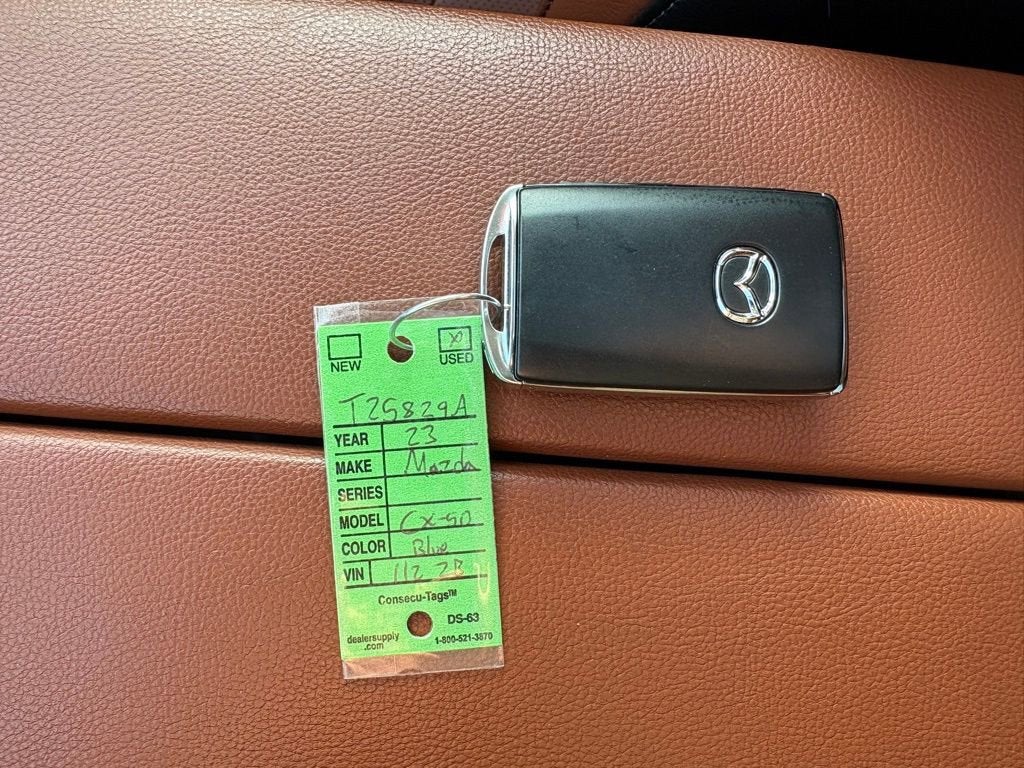 NEW USED
T25829A
YEAR 23
MAKE Mazda
SERIES
MODEL CX-50
COLOR Blue
VIN
Consecu-Tags™
DS-63
dealersupply
.com
1-800-521-3870